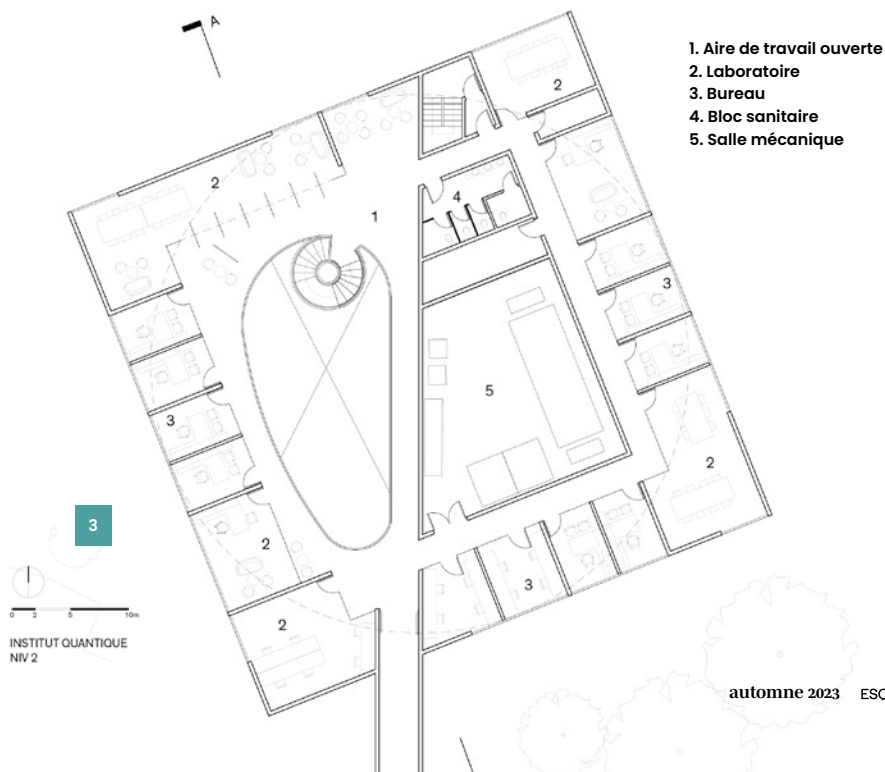 A
1. Aire de travail ouverte
2. Laboratoire
3. Bureau
4. Bloc sanitaire
5. Salle mécanique
2
2
4
1
3
5
3
2
3
2
3
2
0 2 5 10m
INSTITUT QUANTIQUE
NIV 2
automne 2023 ESQ